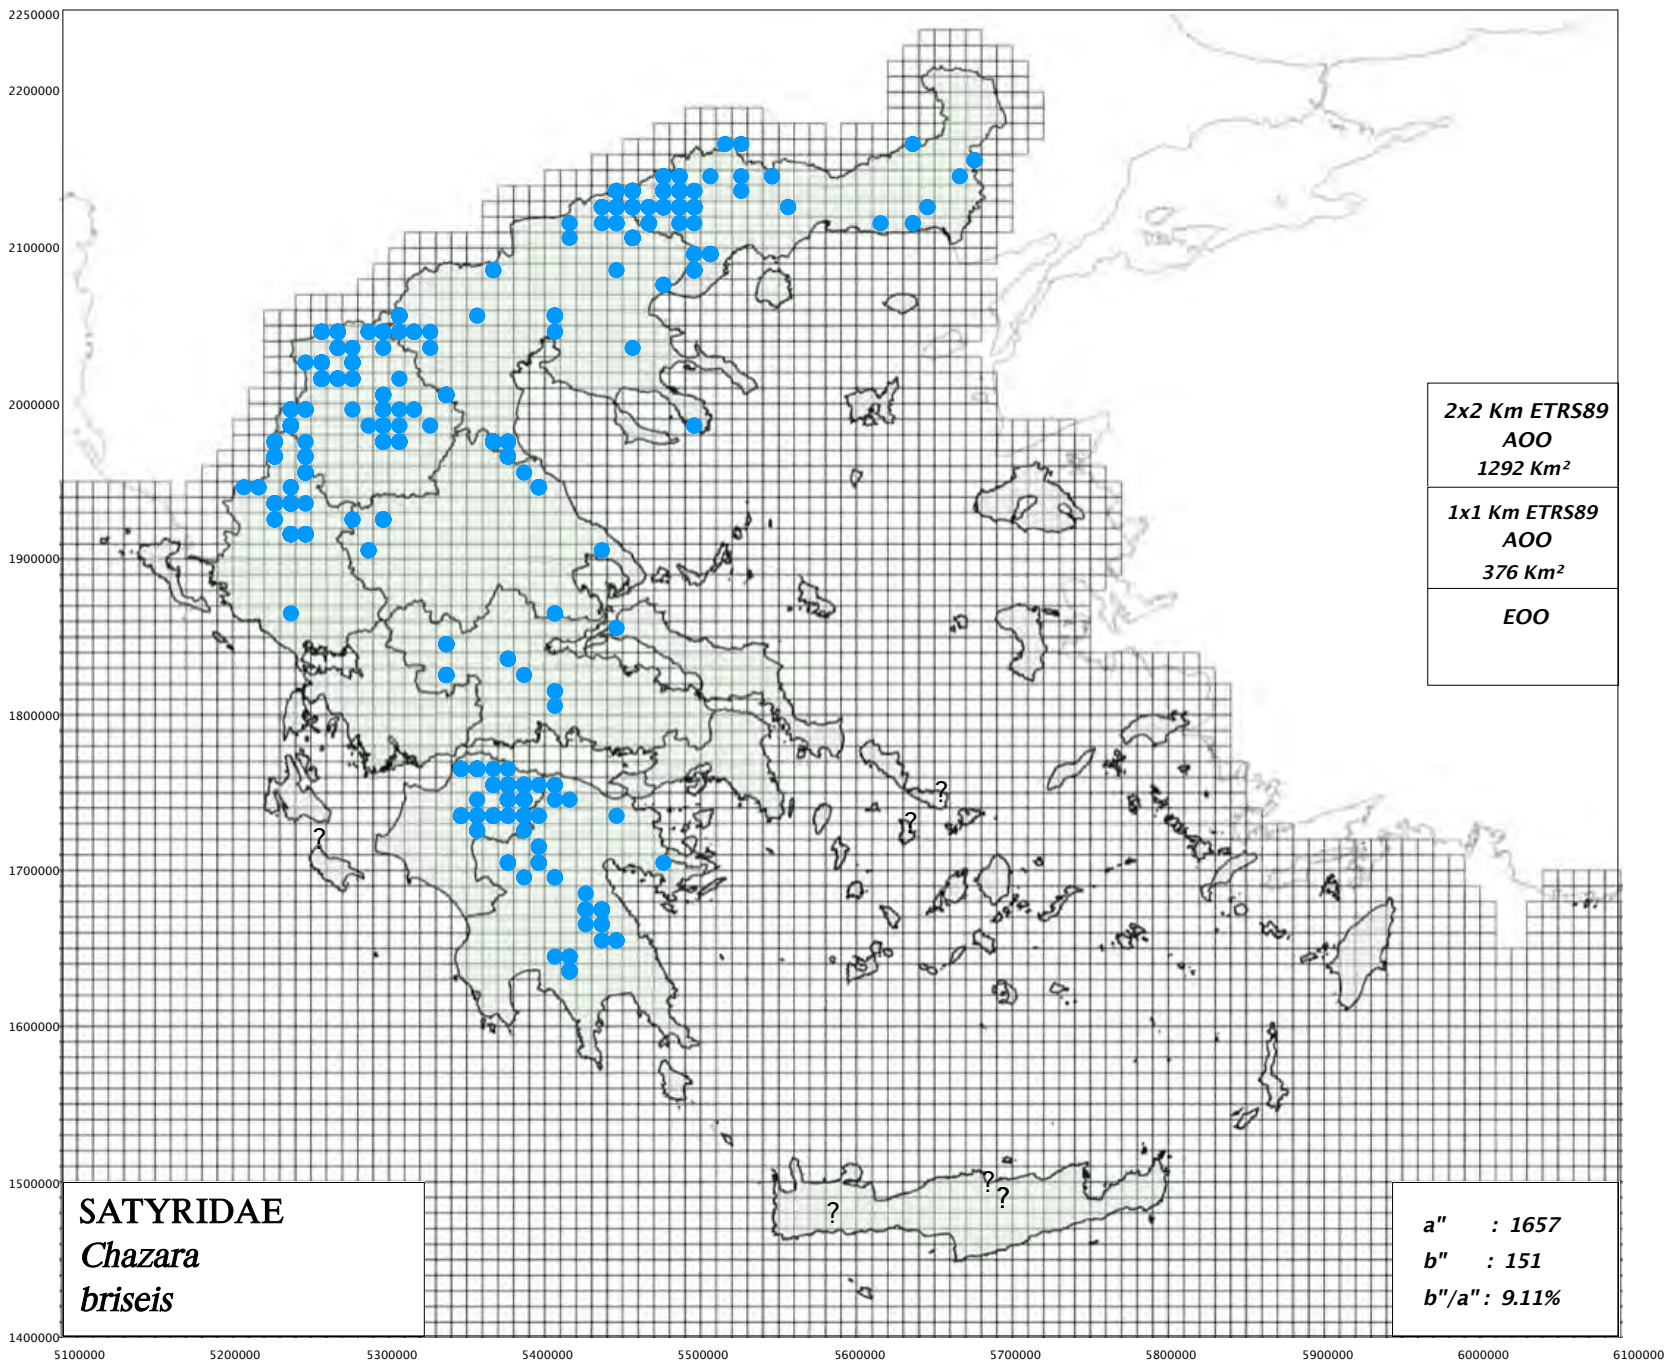 2250000
2200000
2100000
2000000
1900000
1800000
1700000
1600000
1500000
1400000
2x2 Km ETRS89
AOO
1292 Km²
1x1 Km ETRS89
AOO
376 Km²
EOO
?
?
?
?
?
?
SATYRIDAE
Chazara
briseis
a" : 1657
b" : 151
b"/a" : 9.11%
5100000 5200000 5300000 5400000 5500000 5600000 5700000 5800000 5900000 6000000 6100000